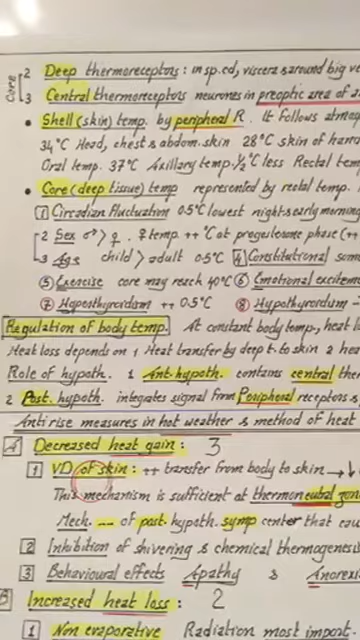 Core
2 Deep thermoreceptors : in sp.cd, viscera & around big ve
3 Central thermoreceptors neurones in preoptic area of a
• Shell (skin) temp. by peripheral R. It follows atmo
34°C Head, chest & abdom. skin 28°C skin of han
Oral temp. 37°C Axillary temp. ½°C less Rectal tem
• Core (deep tissue) temp represented by rectal temp.
1 Circadian Fluctuation 0.5°C lowest night & early morning
2 Sex ♂ > ♀ . ♀ temp. ++ °C at progesterone phase (++
3 Age child > adult 0.5°C 4 Constitutional som
⑤ Exercise core may reach 40°C ⑥ Emotional exciteme
⑦ Hyperthyroidism ++ 0.5°C ⑧ Hypothyroidism -
Regulation of body temp. At constant body temp., heat lo
Heat loss depends on 1 Heat transfer by deep t. to skin 2 hea
Role of hypoth. 1 Ant. hypoth. contains central ther
2 Post. hypoth. integrates signal from Peripheral receptors &
Anti rise measures in hot weather & method of heat
A Decreased heat gain : 3
1 VD of skin : ++ transfer from body to skin → ↓
This mechanism is sufficient at thermoneutral zon
Mech. -- of post. hypoth. symp center that cau
2 Inhibition of shivering & chemical thermogenesis
3 Behavioural effects Apathy & Anorexi
B Increased heat loss : 2
1 Non evaporative Radiation most import.